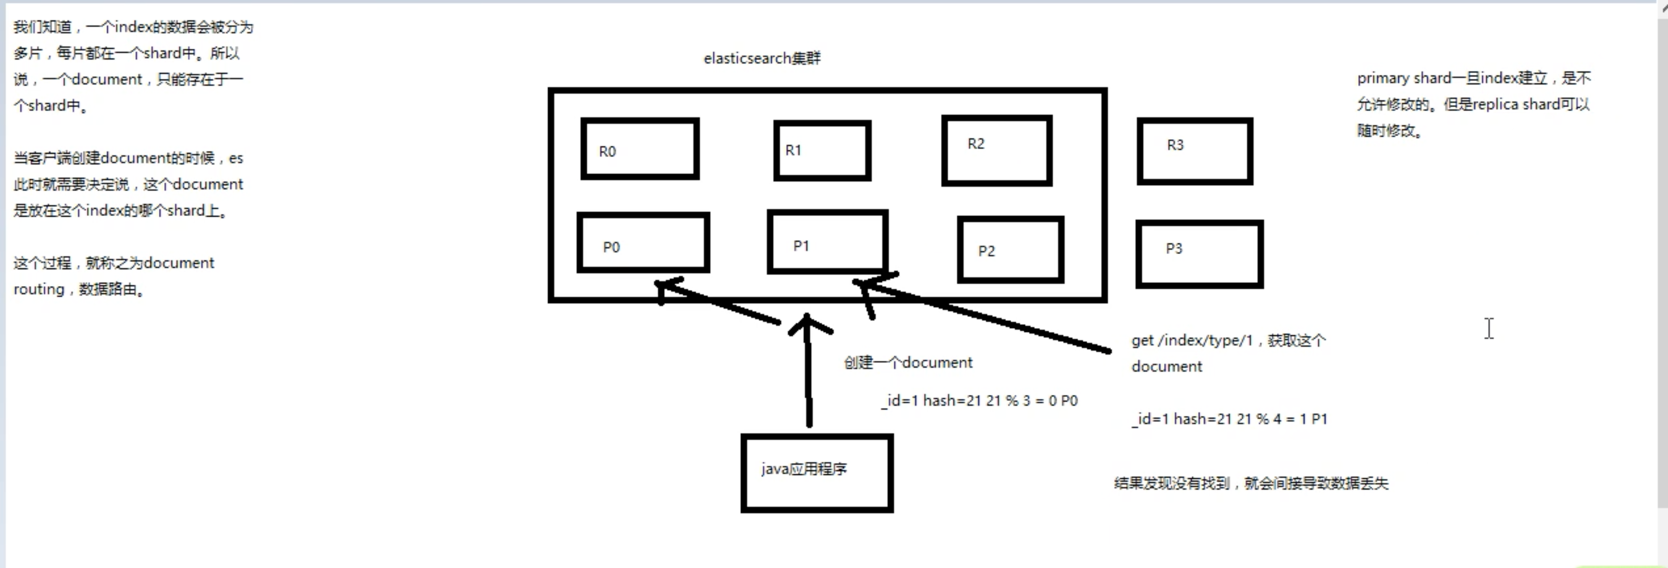 我们知道，一个index的数据会被分为
多片，每片都在一个shard中。所以
说，一个document，只能存在于一
个shard中。
当客户端创建document的时候，es
此时就需要决定说，这个document
是放在这个index的哪个shard上。
这个过程，就称之为document
routing，数据路由。
elasticsearch集群
R0
R1
R2
R3
P0
P1
P2
P3
primary shard一旦index建立，是不
允许修改的。但是replica shard可以
随时修改。
创建一个document
_id=1 hash=21 21 % 3 = 0 P0
java应用程序
get /index/type/1，获取这个
document
_id=1 hash=21 21 % 4 = 1 P1
结果发现没有找到，就会间接导致数据丢失